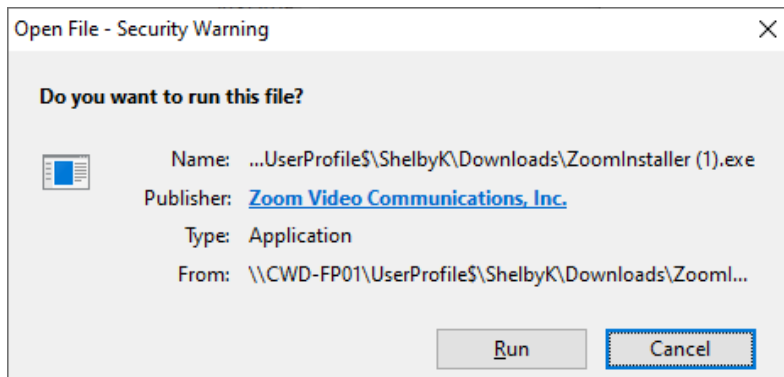 Open File - Security Warning
Do you want to run this file?
Name: ...UserProfile$\ShelbyK\Downloads\ZoomInstaller (1).exe
Publisher: Zoom Video Communications, Inc.
Type: Application
From: \\CWD-FP01\UserProfile$\ShelbyK\Downloads\ZoomI...
Run Cancel